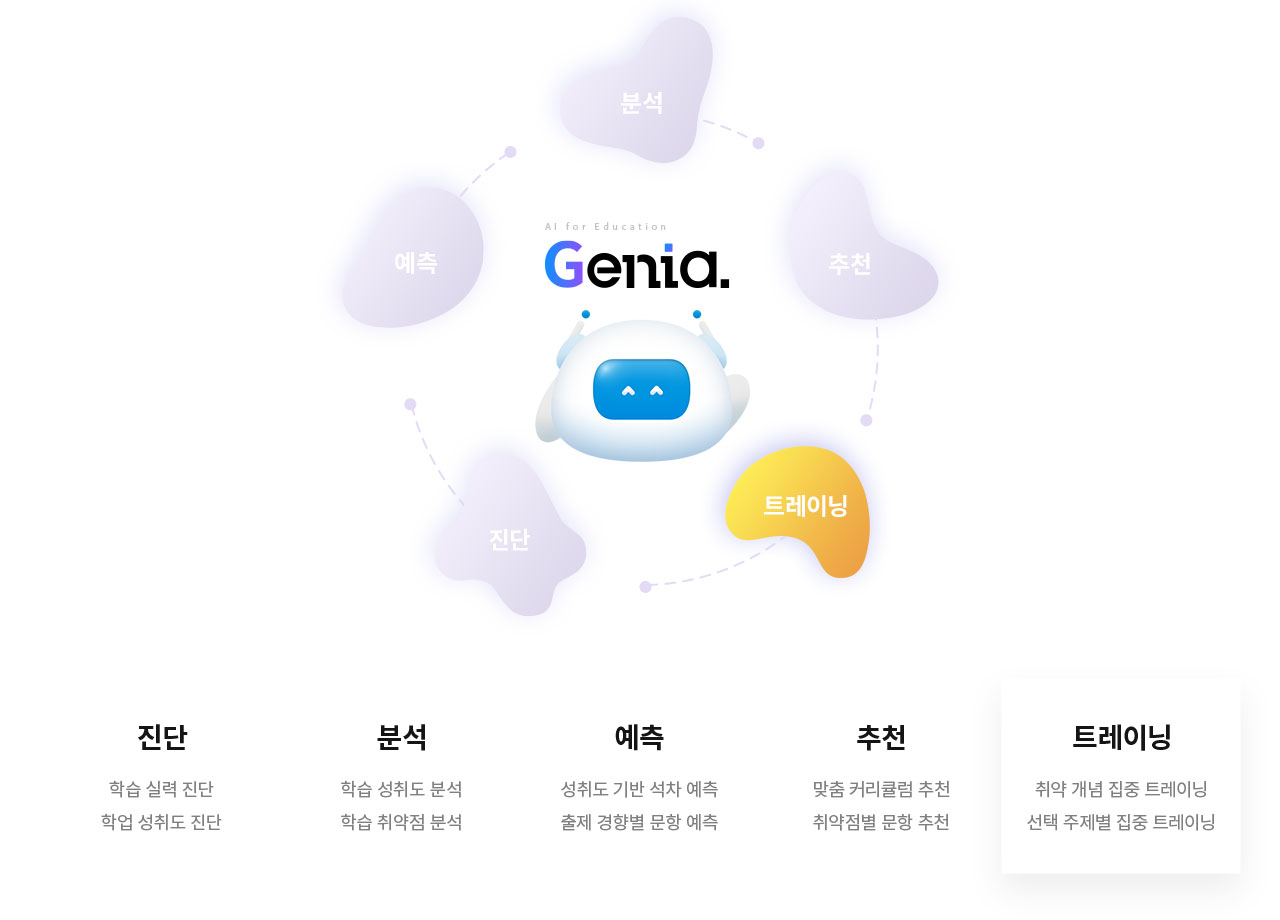 분석
예측
추천
AI for Education
Genia.
트레이닝
진단
진단
학습 실력 진단
학업 성취도 진단
분석
학습 성취도 분석
학습 취약점 분석
예측
성취도 기반 석차 예측
출제 경향별 문항 예측
추천
맞춤 커리큘럼 추천
취약점별 문항 추천
트레이닝
취약 개념 집중 트레이닝
선택 주제별 집중 트레이닝